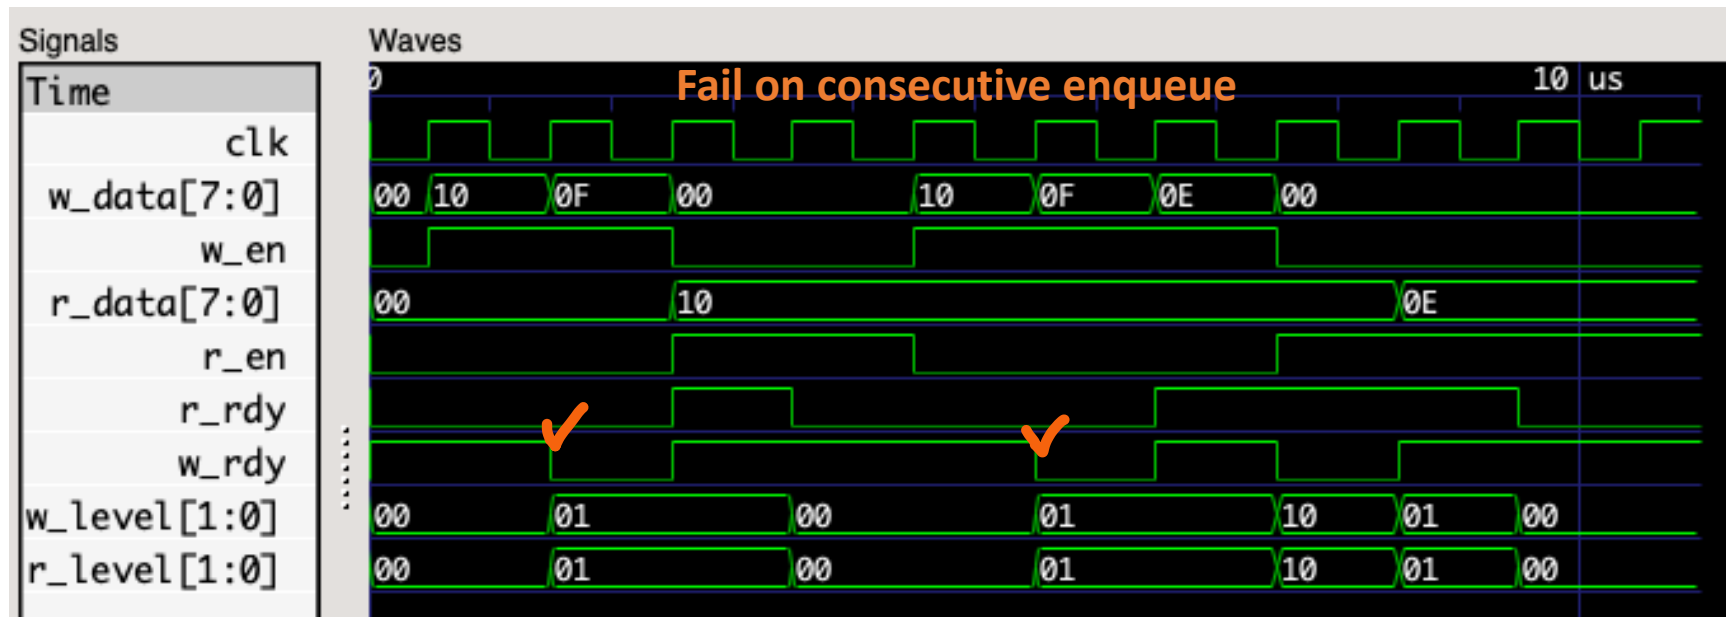 Signals Waves
Time 0 Fail on consecutive enqueue 10 us
clk
w_data[7:0] 00 10 0F 00 10 0F 0E 00
w_en
r_data[7:0] 00 10 0E
r_en
r_rdy
w_rdy
w_level[1:0] 00 01 00 01 10 01 00
r_level[1:0] 00 01 00 01 10 01 00